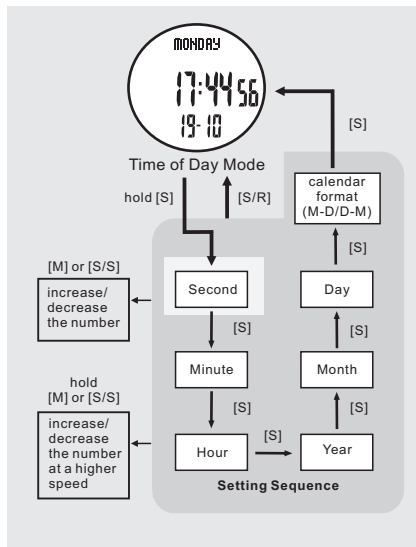 MONDAY
17:44 56
19-10
Time of Day Mode
[S]
hold [S]
[S/R]
calendar
format
(M-D/D-M)
[S]
[M] or [S/S]
increase/
decrease
the number
Second
Day
[S]
[S]
Minute
Month
hold
[M] or [S/S]
[S]
[S]
increase/
decrease
the number
at a higher
speed
Hour
[S]
Year
Setting Sequence